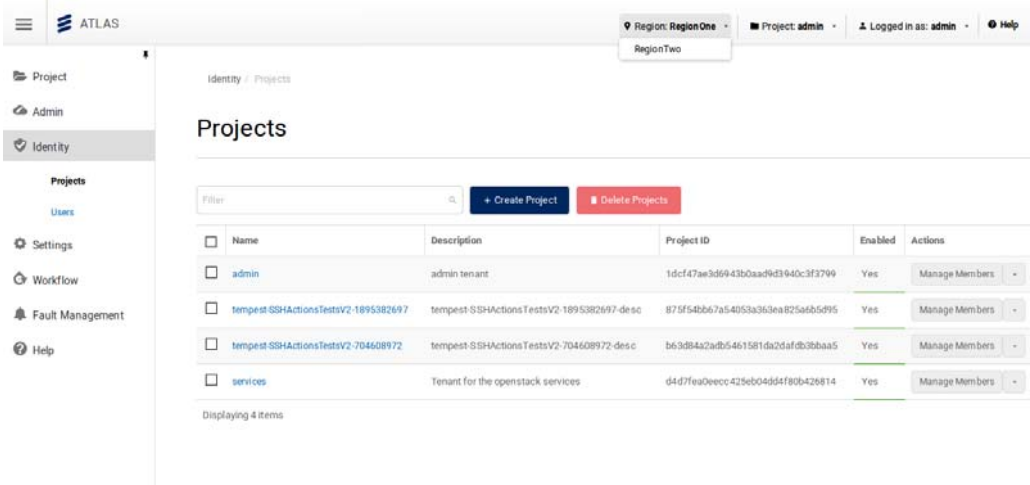 ATLAS
Region: RegionOne
Project: admin
Logged in as: admin
Help
RegionTwo
Project
Admin
Identity
Projects
Users
Settings
Workflow
Fault Management
Help
Identity / Projects
Projects
Filter
+ Create Project
Delete Projects
Name Description Project ID Enabled Actions
admin admin tenant 1dcf47ae3d6943b0aad9d3940c3f3799 Yes Manage Members
tempest-SSHActionsTestsV2-1895382697 tempest-SSHActionsTestsV2-1895382697-desc 875f54bb67a54053a363ea825a6b5d95 Yes Manage Members
tempest-SSHActionsTestsV2-704608972 tempest-SSHActionsTestsV2-704608972-desc b63d84a2adb5461581da2dafdb3bbaa5 Yes Manage Members
services Tenant for the openstack services d4d7fea0eecc425eb04dd4f80b426814 Yes Manage Members
Displaying 4 items